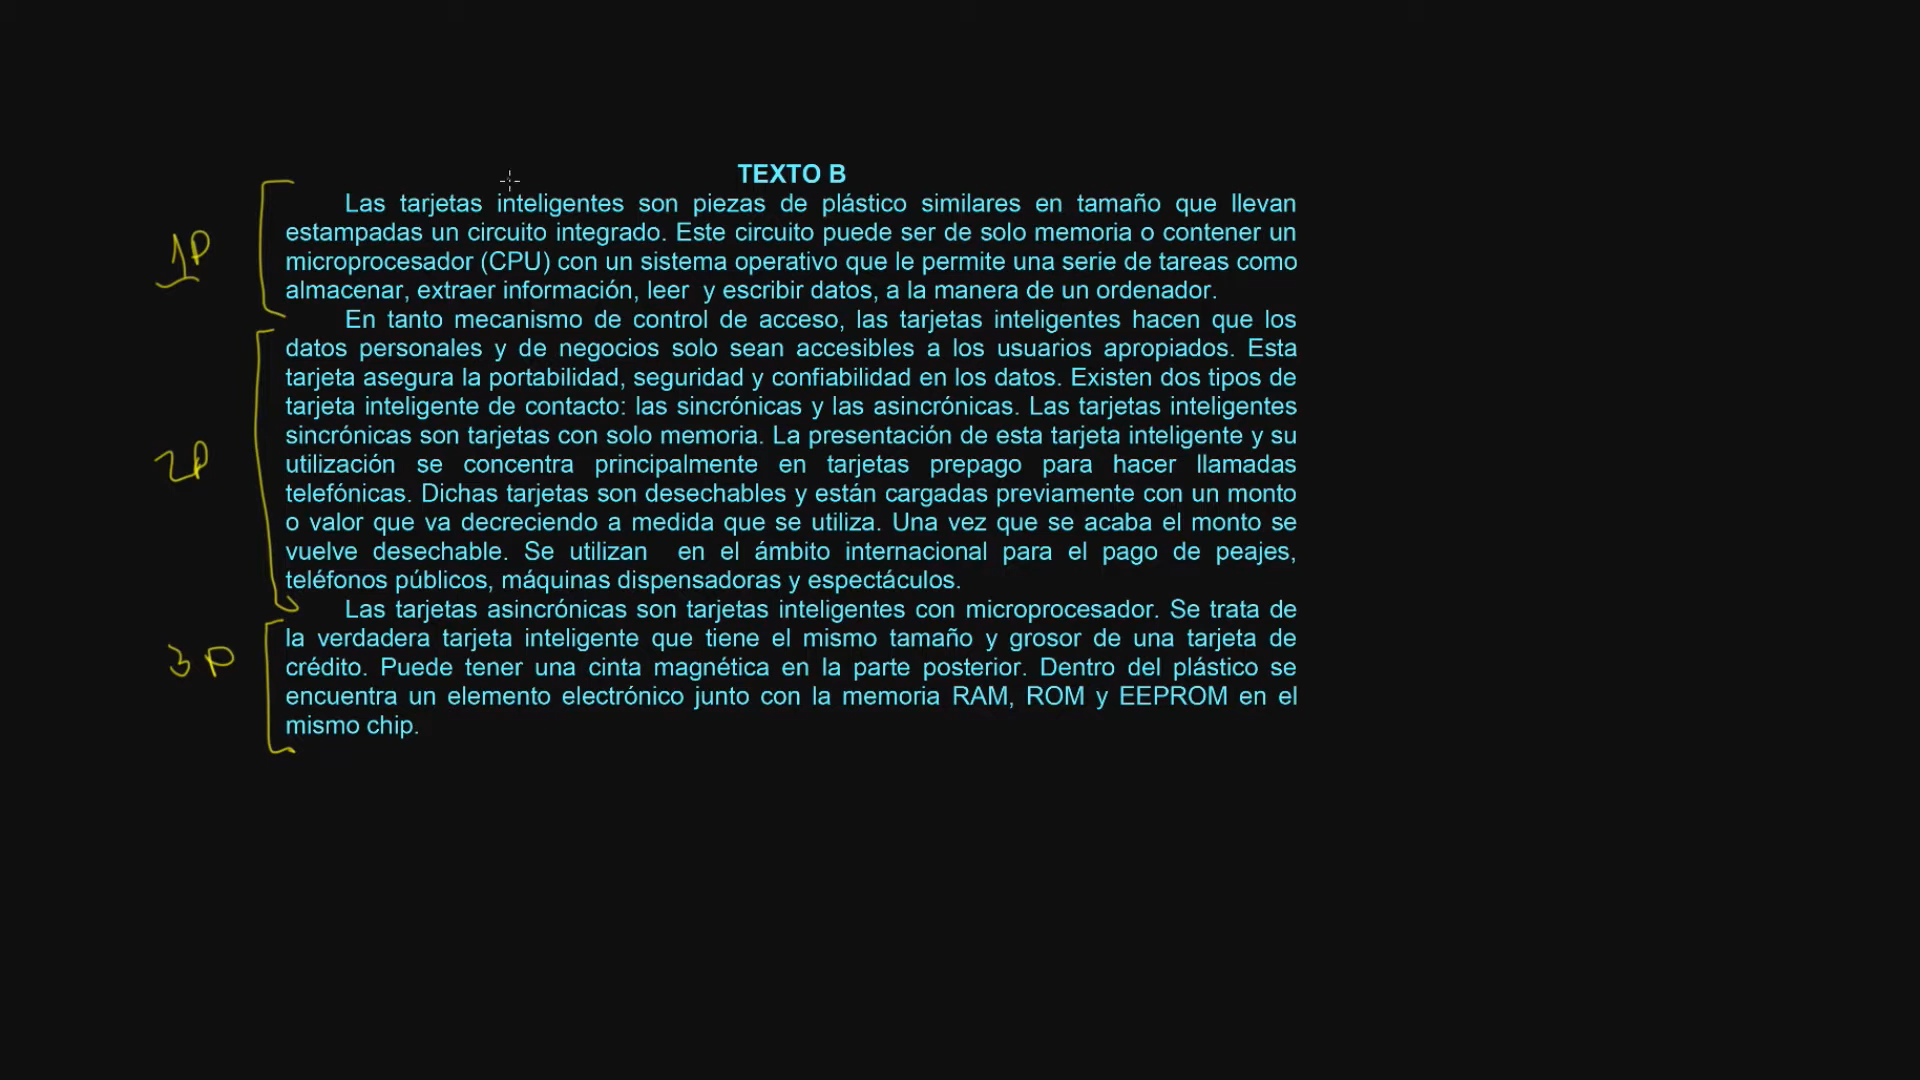 TEXTO B
Las tarjetas inteligentes son piezas de plástico similares en tamaño que llevan
estampadas un circuito integrado. Este circuito puede ser de solo memoria o contener un
1P
microprocesador (CPU) con un sistema operativo que le permite una serie de tareas como
almacenar, extraer información, leer y escribir datos, a la manera de un ordenador.
En tanto mecanismo de control de acceso, las tarjetas inteligentes hacen que los
datos personales y de negocios solo sean accesibles a los usuarios apropiados. Esta
tarjeta asegura la portabilidad, seguridad y confiabilidad en los datos. Existen dos tipos de
tarjeta inteligente de contacto: las sincrónicas y las asincrónicas. Las tarjetas inteligentes
sincrónicas son tarjetas con solo memoria. La presentación de esta tarjeta inteligente y su
2P
utilización se concentra principalmente en tarjetas prepago para hacer llamadas
telefónicas. Dichas tarjetas son desechables y están cargadas previamente con un monto
o valor que va decreciendo a medida que se utiliza. Una vez que se acaba el monto se
vuelve desechable. Se utilizan en el ámbito internacional para el pago de peajes,
teléfonos públicos, máquinas dispensadoras y espectáculos.
Las tarjetas asincrónicas son tarjetas inteligentes con microprocesador. Se trata de
la verdadera tarjeta inteligente que tiene el mismo tamaño y grosor de una tarjeta de
3P
crédito. Puede tener una cinta magnética en la parte posterior. Dentro del plástico se
encuentra un elemento electrónico junto con la memoria RAM, ROM y EEPROM en el
mismo chip.